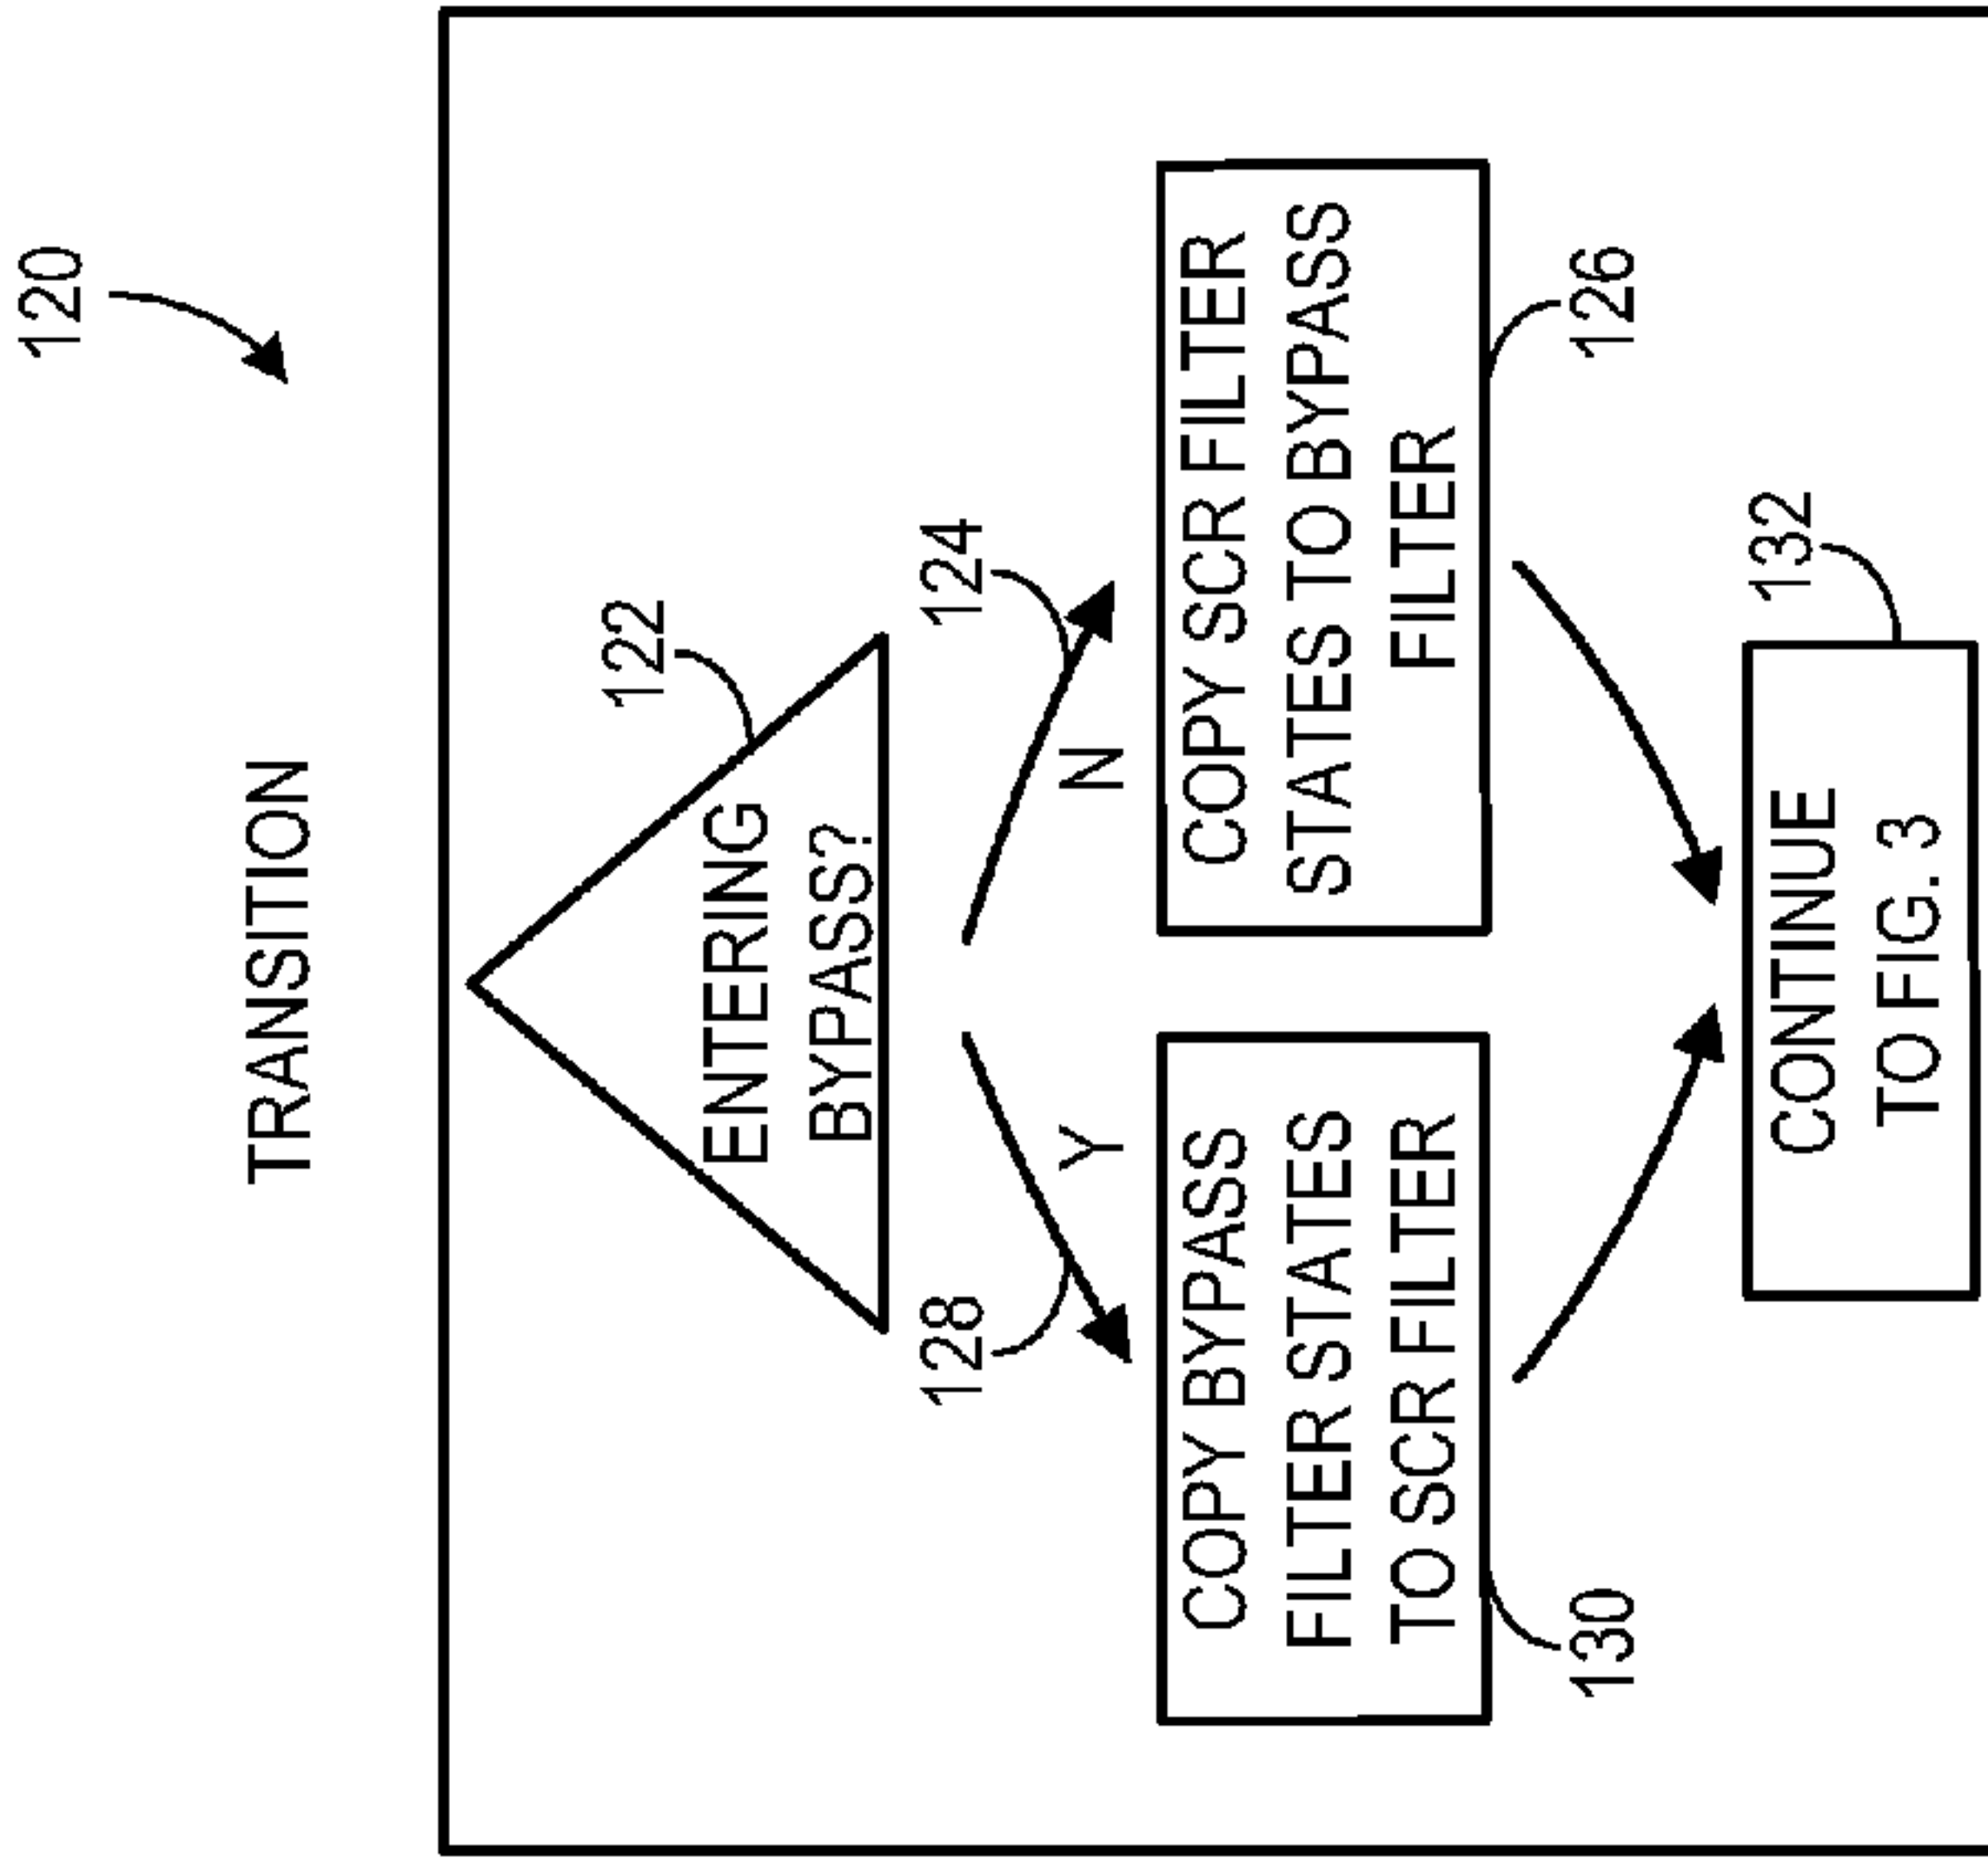 120
TRANSITION
122
ENTERING
BYPASS?
128
124
Y
N
COPY BYPASS
FILTER STATES
TO SCR FILTER
COPY SCR FILTER
STATES TO BYPASS
FILTER
130
126
132
CONTINUE
TO FIG. 3